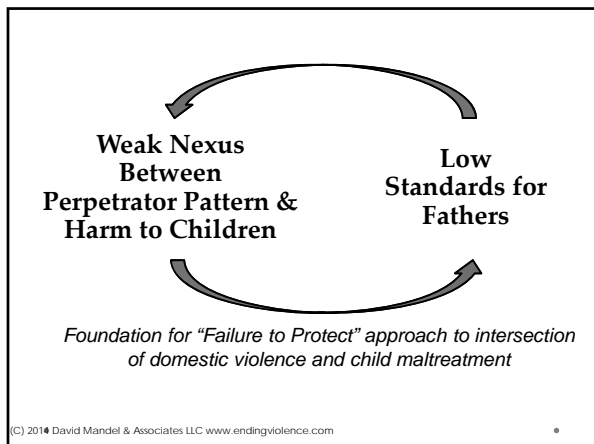 Weak Nexus
Between
Perpetrator Pattern &
Harm to Children
Low
Standards for
Fathers
Foundation for “Failure to Protect” approach to intersection
of domestic violence and child maltreatment
(C) 2014 David Mandel & Associates LLC www.endingviolence.com